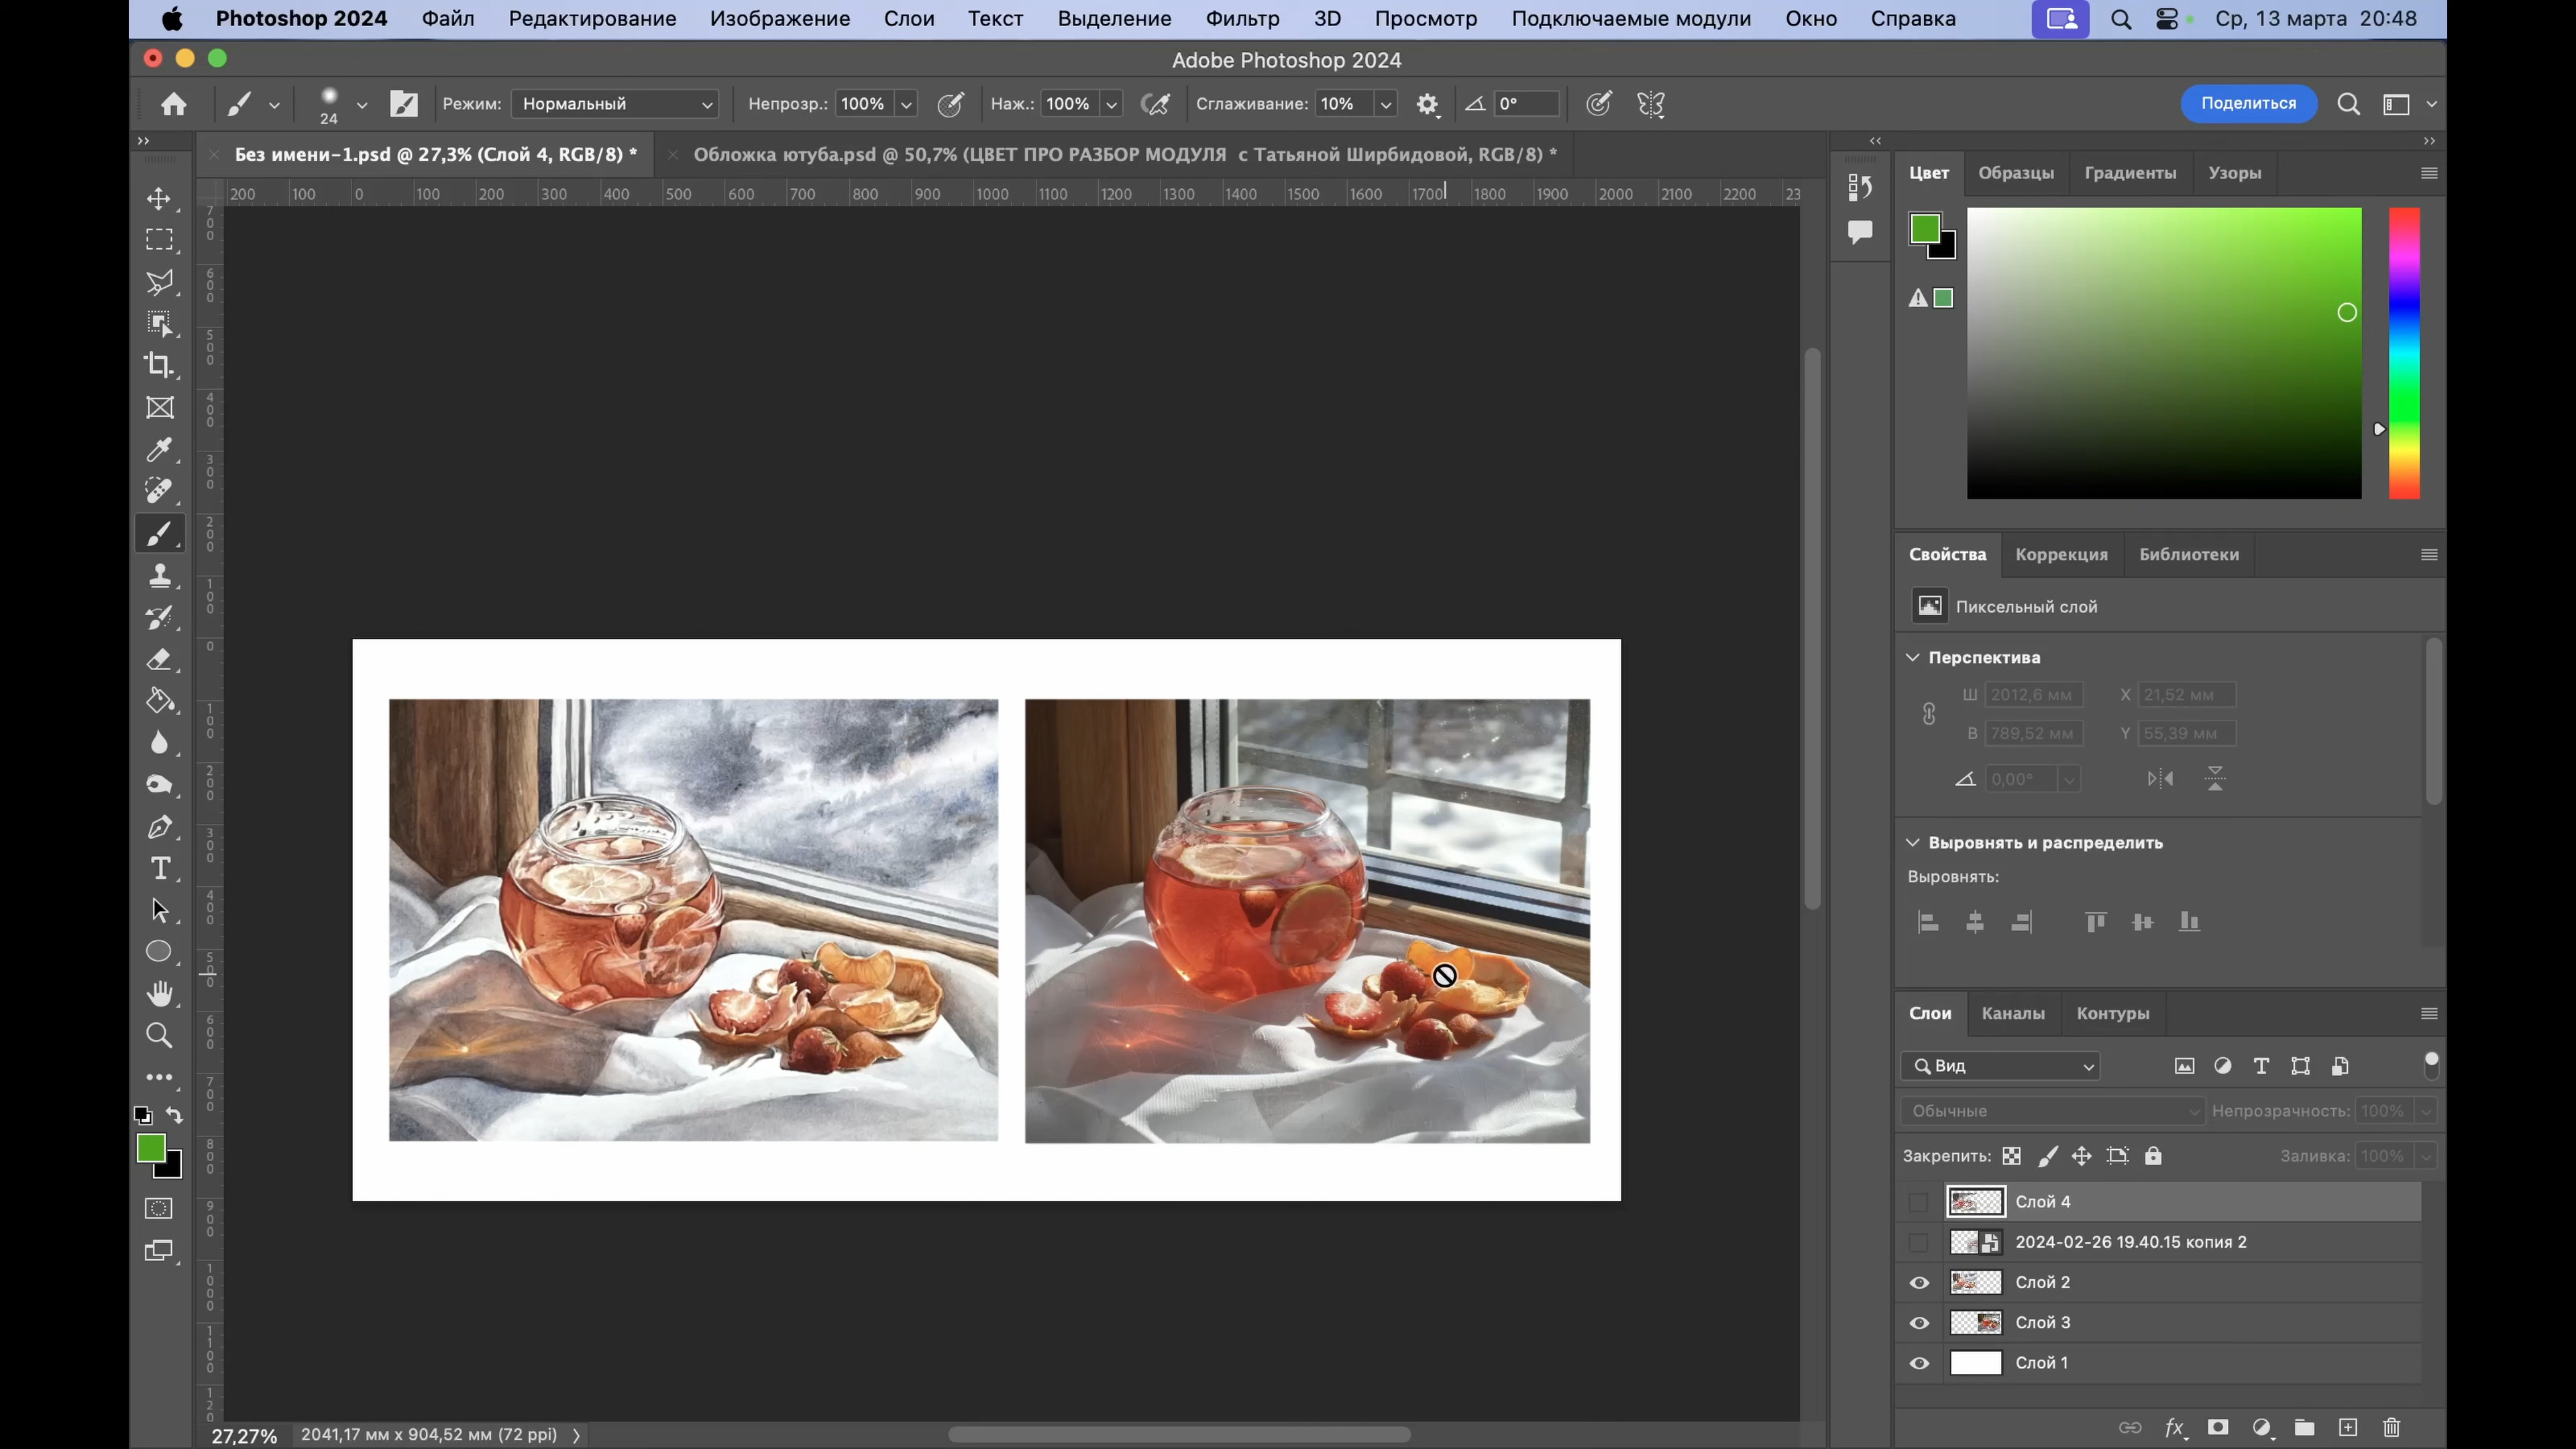 Photoshop 2024 Файл Редактирование Изображение Слои Текст Выделение Фильтр 3D Просмотр Подключаемые модули Окно Справка Ср, 13 марта 20:48
Adobe Photoshop 2024
24 Режим: Нормальный Непрозр.: 100% Наж.: 100% Сглаживание: 10% 0° Поделиться
Без имени-1.psd @ 27,3% (Слой 4, RGB/8) * Обложка ютуба.psd @ 50,7% (ЦВЕТ ПРО РАЗБОР МОДУЛЯ с Татьяной Ширбидовой, RGB/8) *
200 100 0 100 200 300 400 500 600 700 800 900 1000 1100 1200 1300 1400 1500 1600 1700 1800 1900 2000 2100 2200 23
700
600
500
400
300
200
100
0
100
200
300
400
500
600
700
800
900
1000
1100
120
Цвет Образцы Градиенты Узоры
Свойства Коррекция Библиотеки
Пиксельный слой
Перспектива
Ш 2012,6 мм X 21,52 мм
В 789,52 мм Y 55,39 мм
0,00°
Выровнять и распределить
Выровнять:
Слои Каналы Контуры
Вид
Обычные Непрозрачность: 100%
Закрепить: Заливка: 100%
Слой 4
2024-02-26 19.40.15 копия 2
Слой 2
Слой 3
Слой 1
fx
27,27% 2041,17 мм x 904,52 мм (72 ppi)